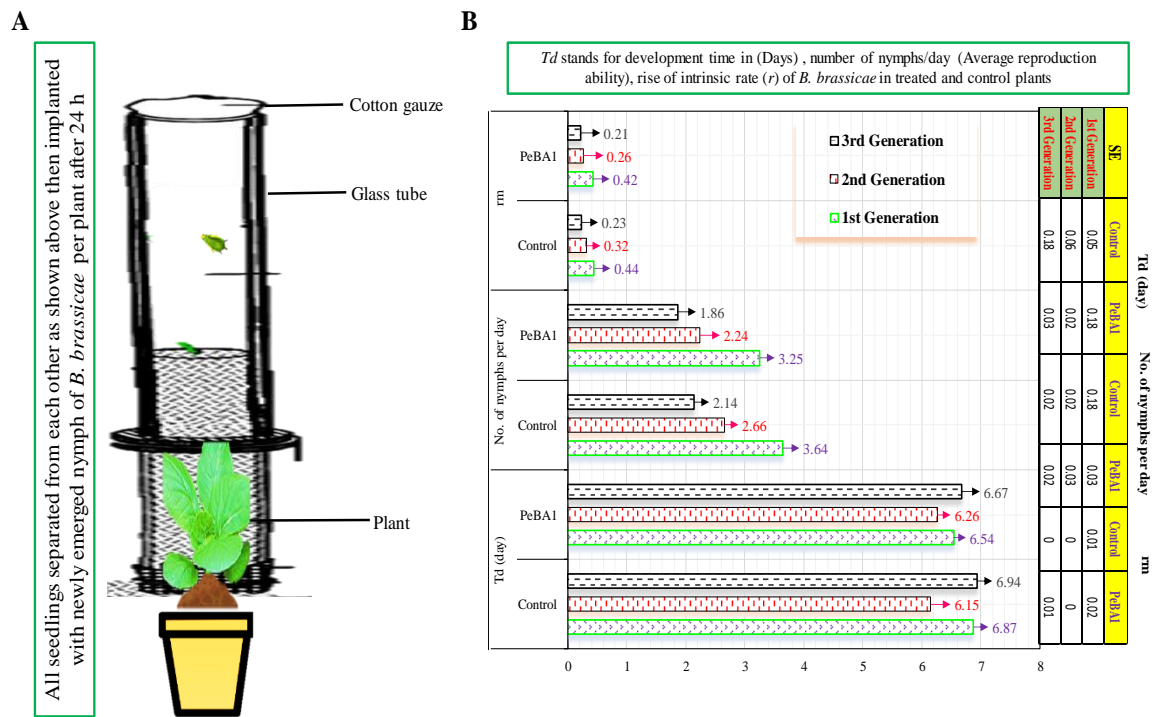 A
All seedlings separated from each other as shown above then implanted
with newly emerged nymph of B. brassicae per plant after 24 h
Cotton gauze
Glass tube
Plant
B
Td stands for development time in (Days) , number of nymphs/day (Average reproduction
ability), rise of intrinsic rate (r) of B. brassicae in treated and control plants
rm
PeBA1
0.21
0.26
0.42
Control
0.23
0.32
0.44
No. of nymphs per day
PeBA1
1.86
2.24
3.25
Control
2.14
2.66
3.64
Td (day)
PeBA1
6.67
6.26
6.54
Control
6.94
6.15
6.87
0 1 2 3 4 5 6 7 8
3rd Generation
2nd Generation
1st Generation
Td (day) No. of nymphs per day rm
SE Control PeBA1 Control PeBA1 Control PeBA1
1st Generation 0.05 0.18 0.18 0.03 0.01 0.02
2nd Generation 0.06 0.02 0.02 0.03 0 0
3rd Generation 0.18 0.03 0.02 0.02 0 0.01